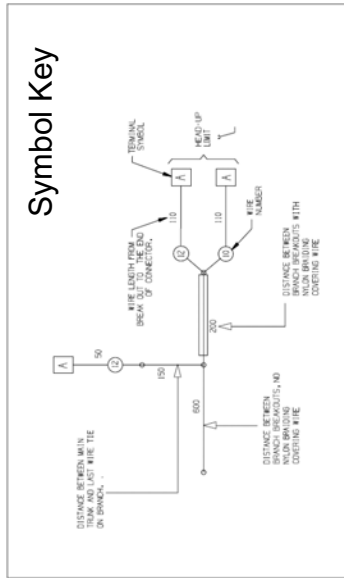 Symbol Key
TERMINAL
SYMBOL
HEAD-UP
LIMIT
A
A
110
110
WIRE LENGTH FROM
BREAK OUT TO THE END
OF CONNECTOR.
12
10
WIRE
NUMBER
DISTANCE BETWEEN
BRANCH BREAKOUTS WITH
NYLON BRAIDING
COVERING WIRE
200
A
50
12
150
600
DISTANCE BETWEEN MAIN
TRUNK AND LAST WIRE TIE
ON BRANCH. .
DISTANCE BETWEEN
BRANCH BREAKOUTS, NO
NYLON BRAIDING
COVERING WIRE